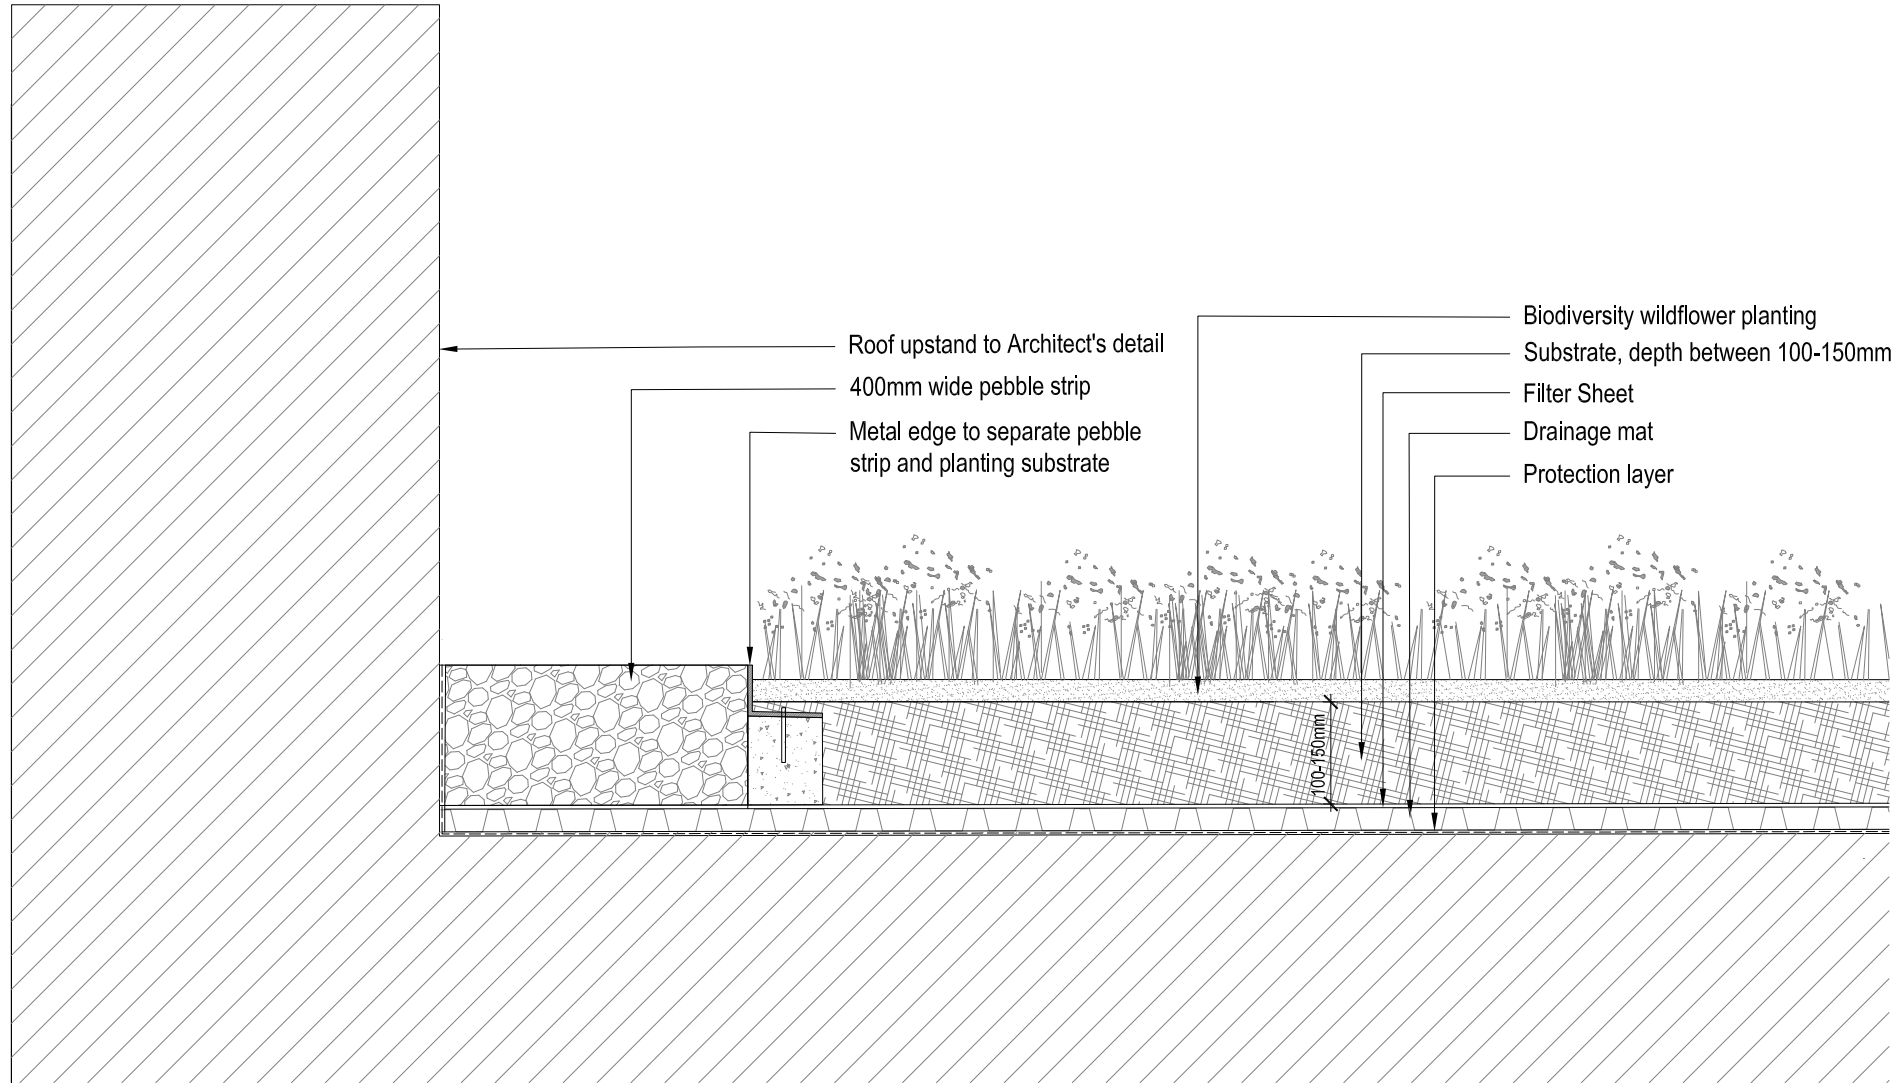 Roof upstand to Architect's detail
400mm wide pebble strip
Metal edge to separate pebble
strip and planting substrate
Biodiversity wildflower planting
Substrate, depth between 100-150mm
Filter Sheet
Drainage mat
Protection layer
100-150mm